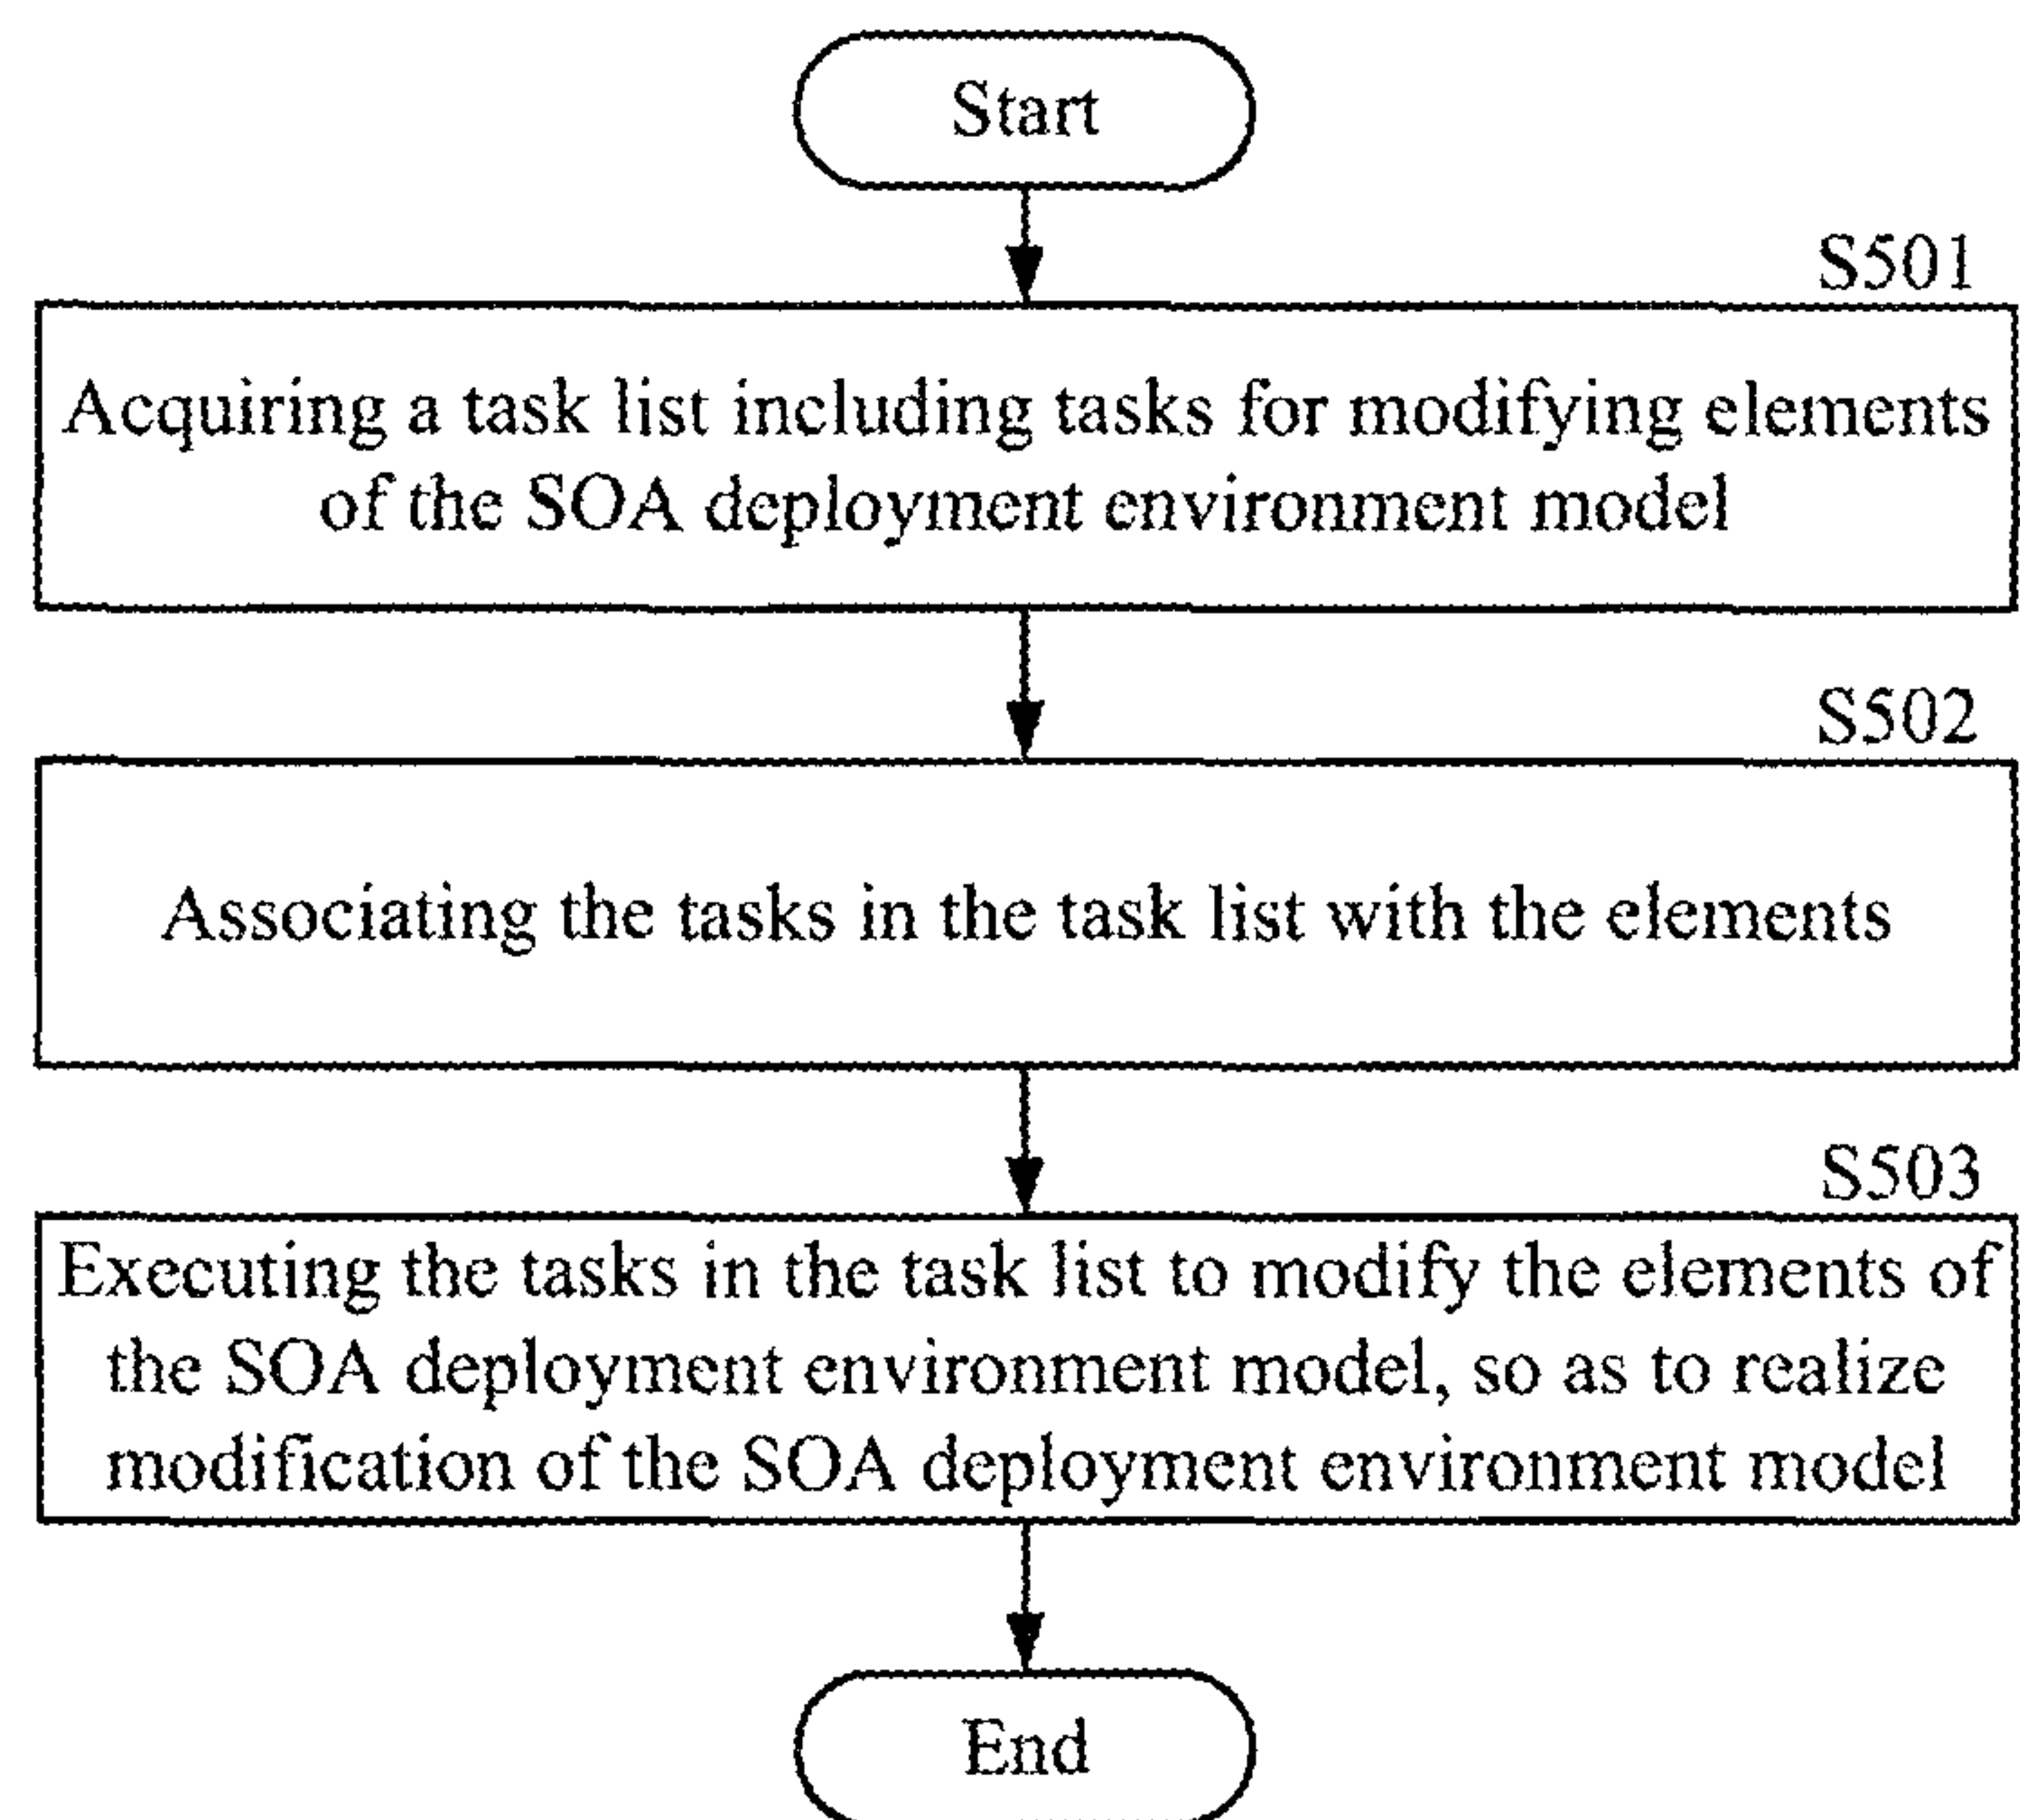 Start
S501
Acquiring a task list including tasks for modifying elements
of the SOA deployment environment model
S502
Associating the tasks in the task list with the elements
S503
Executing the tasks in the task list to modify the elements of
the SOA deployment environment model, so as to realize
modification of the SOA deployment environment model
End